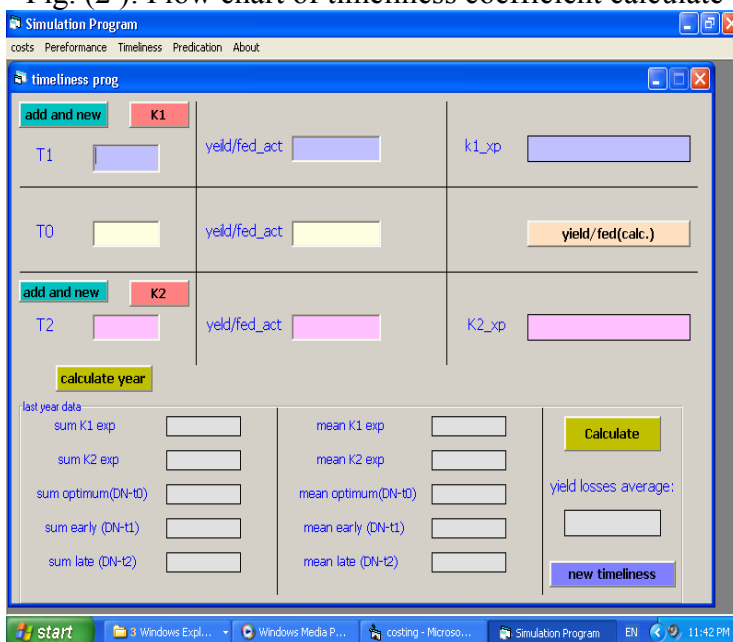 Fig. (2 ): Flow chart of timeliness coefficient calculate
Simulation Program
costs Pereformance Timeliness Predication About
timeliness prog
add and new K1
T1 yeild/fed_act k1_xp
T0 yeild/fed_act yield/fed(calc.)
add and new K2
T2 yeld/fed_act K2_xp
calculate year
last year data
sum K1 exp mean K1 exp Calculate
sum K2 exp mean K2 exp
sum optimum(DN-t0) mean optimum(DN-t0) yield losses average:
sum early (DN-t1) mean early (DN-t1)
sum late (DN-t2) mean late (DN-t2) new timeliness
start 3 Windows Expl... Windows Media P... costing - Microso... Simulation Program EN 11:42 PM